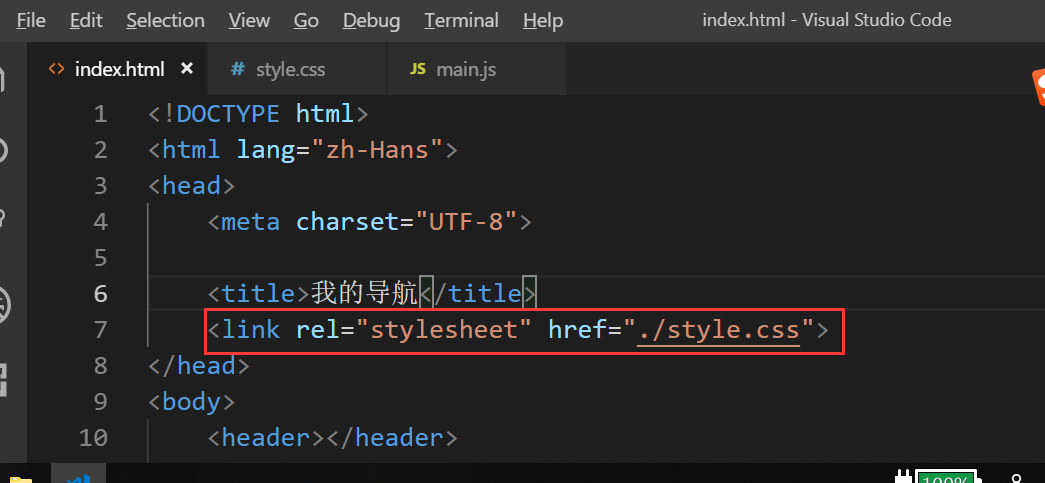 File Edit Selection View Go Debug Terminal Help index.html - Visual Studio Code
<> index.html × # style.css JS main.js
1 <!DOCTYPE html>
2 <html lang="zh-Hans">
3 <head>
4 <meta charset="UTF-8">
5
6 <title>我的导航</title>
7 <link rel="stylesheet" href="./style.css">
8 </head>
9 <body>
10 <header></header>
100%